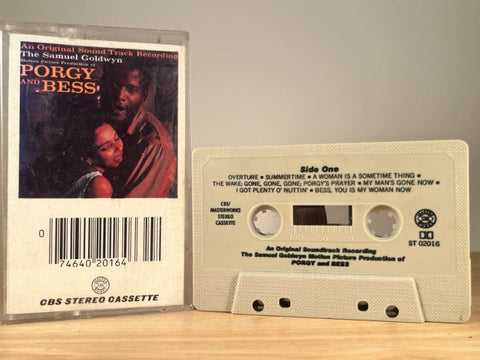 An Original Sound Track Recording
The Samuel Goldwyn
Motion Picture Production of
PORGY
AND BESS
0
74640 20164
CBS STEREO CASSETTE
Side One
OVERTURE • SUMMERTIME • A WOMAN IS A SOMETIME THING •
THE WAKE: GONE, GONE, GONE; PORGY'S PRAYER • MY MAN'S GONE NOW •
I GOT PLENTY O' NUTTIN' • BESS, YOU IS MY WOMAN NOW
CBS/
MASTERWORKS
STEREO
CASSETTE
ST 02016
An Original Soundtrack Recording
The Samuel Goldwyn Motion Picture Production of
PORGY and BESS